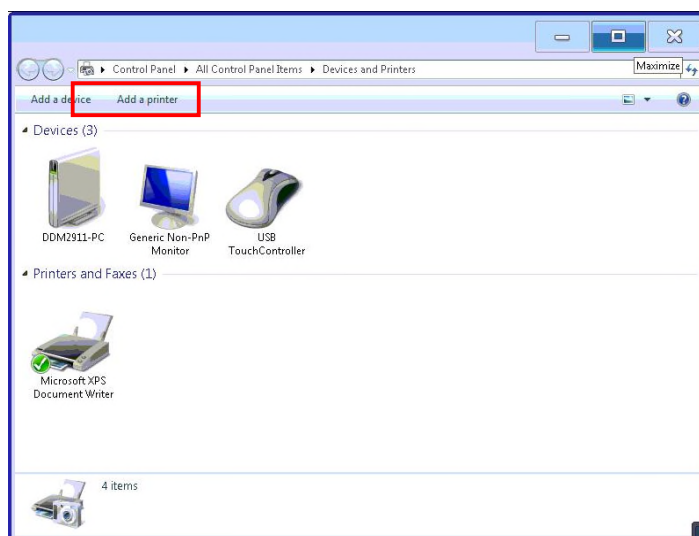 Control Panel ▸ All Control Panel Items ▸ Devices and Printers
Maximize
Add a device Add a printer
Devices (3)
DDM2911-PC
Generic Non-PnP
Monitor
USB
TouchController
Printers and Faxes (1)
Microsoft XPS
Document Writer
4 items